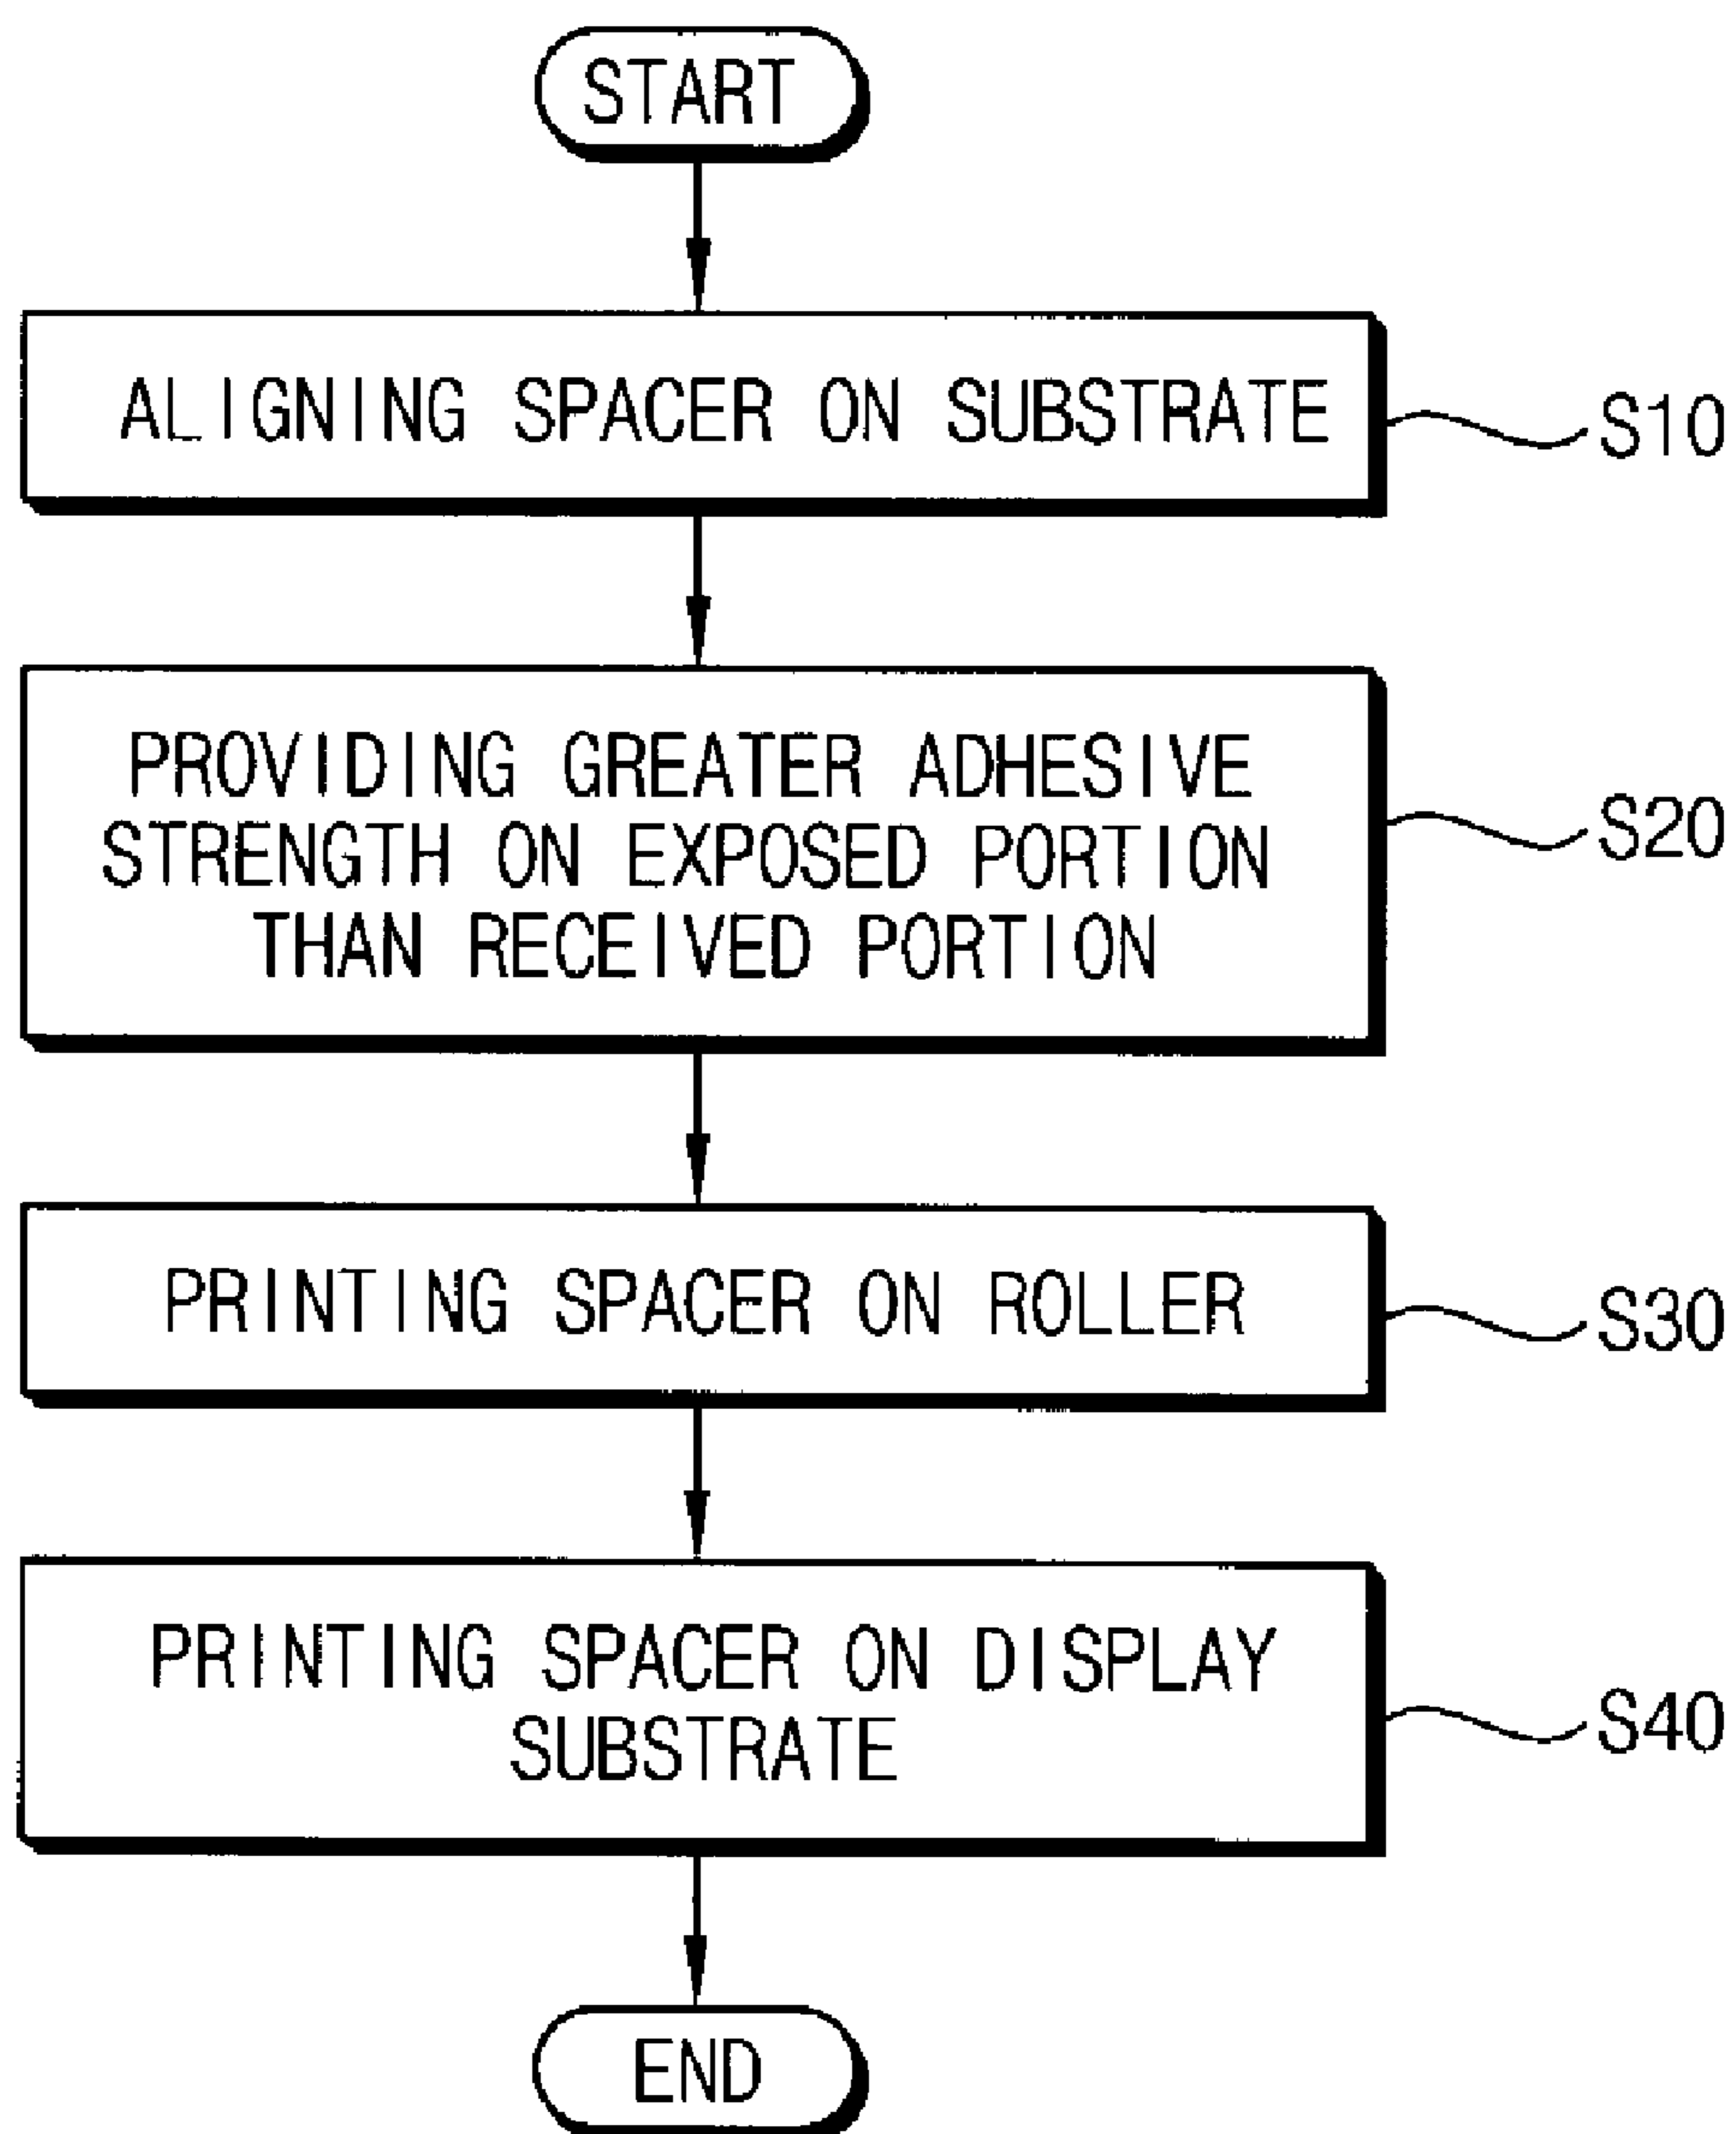 START
ALIGNING SPACER ON SUBSTRATE
S10
PROVIDING GREATER ADHESIVE
STRENGTH ON EXPOSED PORTION
THAN RECEIVED PORTION
S20
PRINTING SPACER ON ROLLER
S30
PRINTING SPACER ON DISPLAY
SUBSTRATE
S40
END